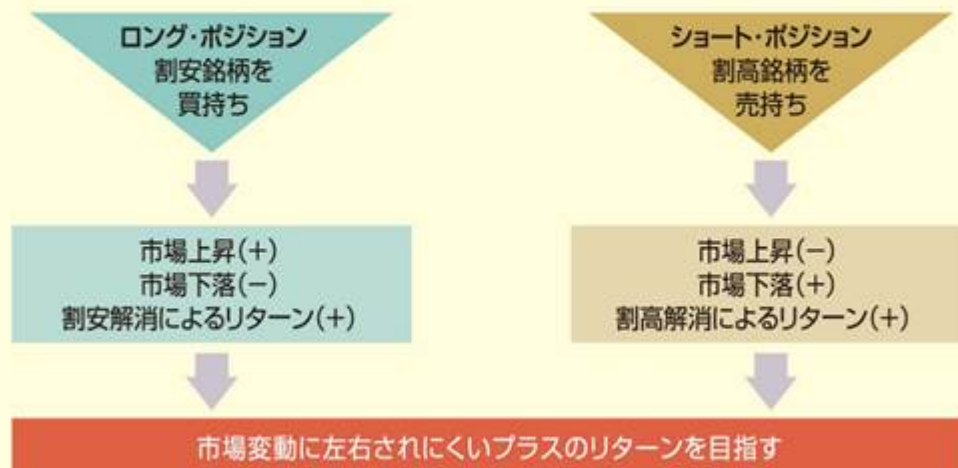 ロング・ポジション
割安銘柄を
買持ち
ショート・ポジション
割高銘柄を
売持ち
市場上昇(+)
市場下落(−)
割安解消によるリターン(+)
市場上昇(−)
市場下落(+)
割高解消によるリターン(+)
市場変動に左右されにくいプラスのリターンを目指す